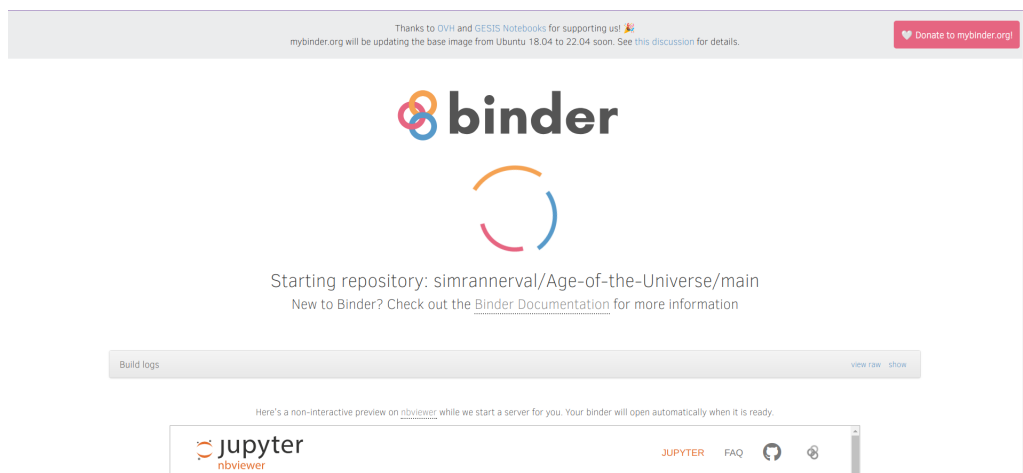 Thanks to OVH and GESIS Notebooks for supporting us! 🎉
mybinder.org will be updating the base image from Ubuntu 18.04 to 22.04 soon. See this discussion for details.
Donate to mybinder.org!
binder
Starting repository: simrannerval/Age-of-the-Universe/main
New to Binder? Check out the Binder Documentation for more information
Build logs
view raw show
Here's a non-interactive preview on nbviewer while we start a server for you. Your binder will open automatically when it is ready.
jupyter
nbviewer
JUPYTER FAQ